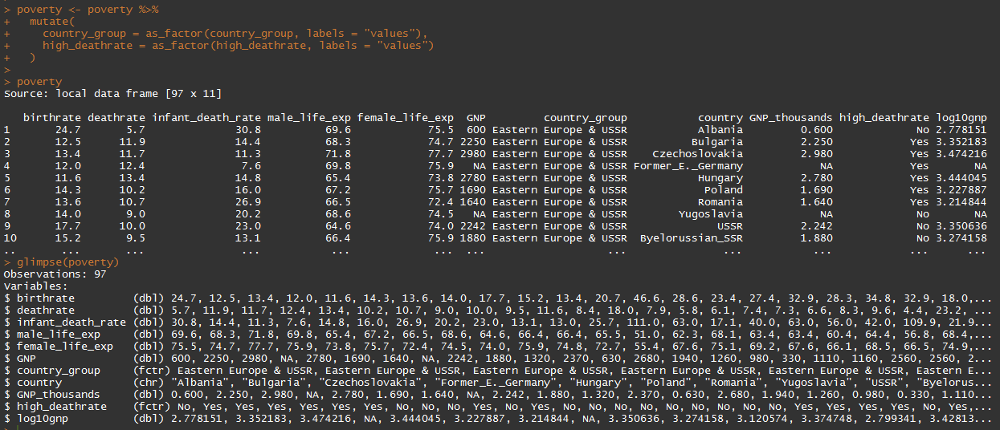 > poverty <- poverty %>%
+   mutate(
+     country_group = as_factor(country_group, labels = "values"),
+     high_deathrate = as_factor(high_deathrate, labels = "values")
+   )
>
> poverty
Source: local data frame [97 x 11]
birthrate deathrate infant_death_rate male_life_exp female_life_exp GNP country_group country GNP_thousands high_deathrate log10gnp
1 24.7 5.7 30.8 69.6 75.5 600 Eastern Europe & USSR Albania 0.600 No 2.778151
2 12.5 11.9 14.4 68.3 74.7 2250 Eastern Europe & USSR Bulgaria 2.250 Yes 3.352183
3 13.4 11.7 11.3 71.8 77.7 2980 Eastern Europe & USSR Czechoslovakia 2.980 Yes 3.474216
4 12.0 12.4 7.6 69.8 75.9 NA Eastern Europe & USSR Former_E._Germany NA Yes NA
5 11.6 13.4 14.8 65.4 73.8 2780 Eastern Europe & USSR Hungary 2.780 Yes 3.444045
6 14.3 10.2 16.0 67.2 75.7 1690 Eastern Europe & USSR Poland 1.690 Yes 3.227887
7 13.6 10.7 26.9 66.5 72.4 1640 Eastern Europe & USSR Romania 1.640 Yes 3.214844
8 14.0 9.0 20.2 68.6 74.5 NA Eastern Europe & USSR Yugoslavia NA No NA
9 17.7 10.0 23.0 64.6 74.0 2242 Eastern Europe & USSR USSR 2.242 No 3.350636
10 15.2 9.5 13.1 66.4 75.9 1880 Eastern Europe & USSR Byelorussian_SSR 1.880 No 3.274158
.. ... ... ... ... ... ... ... ... ... ... ...
> glimpse(poverty)
Observations: 97
Variables:
$ birthrate (dbl) 24.7, 12.5, 13.4, 12.0, 11.6, 14.3, 13.6, 14.0, 17.7, 15.2, 13.4, 20.7, 46.6, 28.6, 23.4, 27.4, 32.9, 28.3, 34.8, 32.9, 18.0,...
$ deathrate (dbl) 5.7, 11.9, 11.7, 12.4, 13.4, 10.2, 10.7, 9.0, 10.0, 9.5, 11.6, 8.4, 18.0, 7.9, 5.8, 6.1, 7.4, 7.3, 6.6, 8.3, 9.6, 4.4, 23.2, ...
$ infant_death_rate (dbl) 30.8, 14.4, 11.3, 7.6, 14.8, 16.0, 26.9, 20.2, 23.0, 13.1, 13.0, 25.7, 111.0, 63.0, 17.1, 40.0, 63.0, 56.0, 42.0, 109.9, 21.9...
$ male_life_exp (dbl) 69.6, 68.3, 71.8, 69.8, 65.4, 67.2, 66.5, 68.6, 64.6, 66.4, 66.4, 65.5, 51.0, 62.3, 68.1, 63.4, 63.4, 60.4, 64.4, 56.8, 68.4,...
$ female_life_exp (dbl) 75.5, 74.7, 77.7, 75.9, 73.8, 75.7, 72.4, 74.5, 74.0, 75.9, 74.8, 72.7, 55.4, 67.6, 75.1, 69.2, 67.6, 66.1, 68.5, 66.5, 74.9,...
$ GNP (dbl) 600, 2250, 2980, NA, 2780, 1690, 1640, NA, 2242, 1880, 1320, 2370, 630, 2680, 1940, 1260, 980, 330, 1110, 1160, 2560, 2560, 2...
$ country_group (fctr) Eastern Europe & USSR, Eastern Europe & USSR, Eastern Europe & USSR, Eastern Europe & USSR, Eastern Europe & USSR, Eastern E...
$ country (chr) "Albania", "Bulgaria", "Czechoslovakia", "Former_E._Germany", "Hungary", "Poland", "Romania", "Yugoslavia", "USSR", "Byelorus...
$ GNP_thousands (dbl) 0.600, 2.250, 2.980, NA, 2.780, 1.690, 1.640, NA, 2.242, 1.880, 1.320, 2.370, 0.630, 2.680, 1.940, 1.260, 0.980, 0.330, 1.110...
$ high_deathrate (fctr) No, Yes, Yes, Yes, Yes, Yes, Yes, No, No, No, Yes, No, Yes, No, No, No, No, No, No, No, No, No, Yes, Yes, Yes, Yes, No, Yes,...
$ log10gnp (dbl) 2.778151, 3.352183, 3.474216, NA, 3.444045, 3.227887, 3.214844, NA, 3.350636, 3.274158, 3.120574, 3.374748, 2.799341, 3.42813...